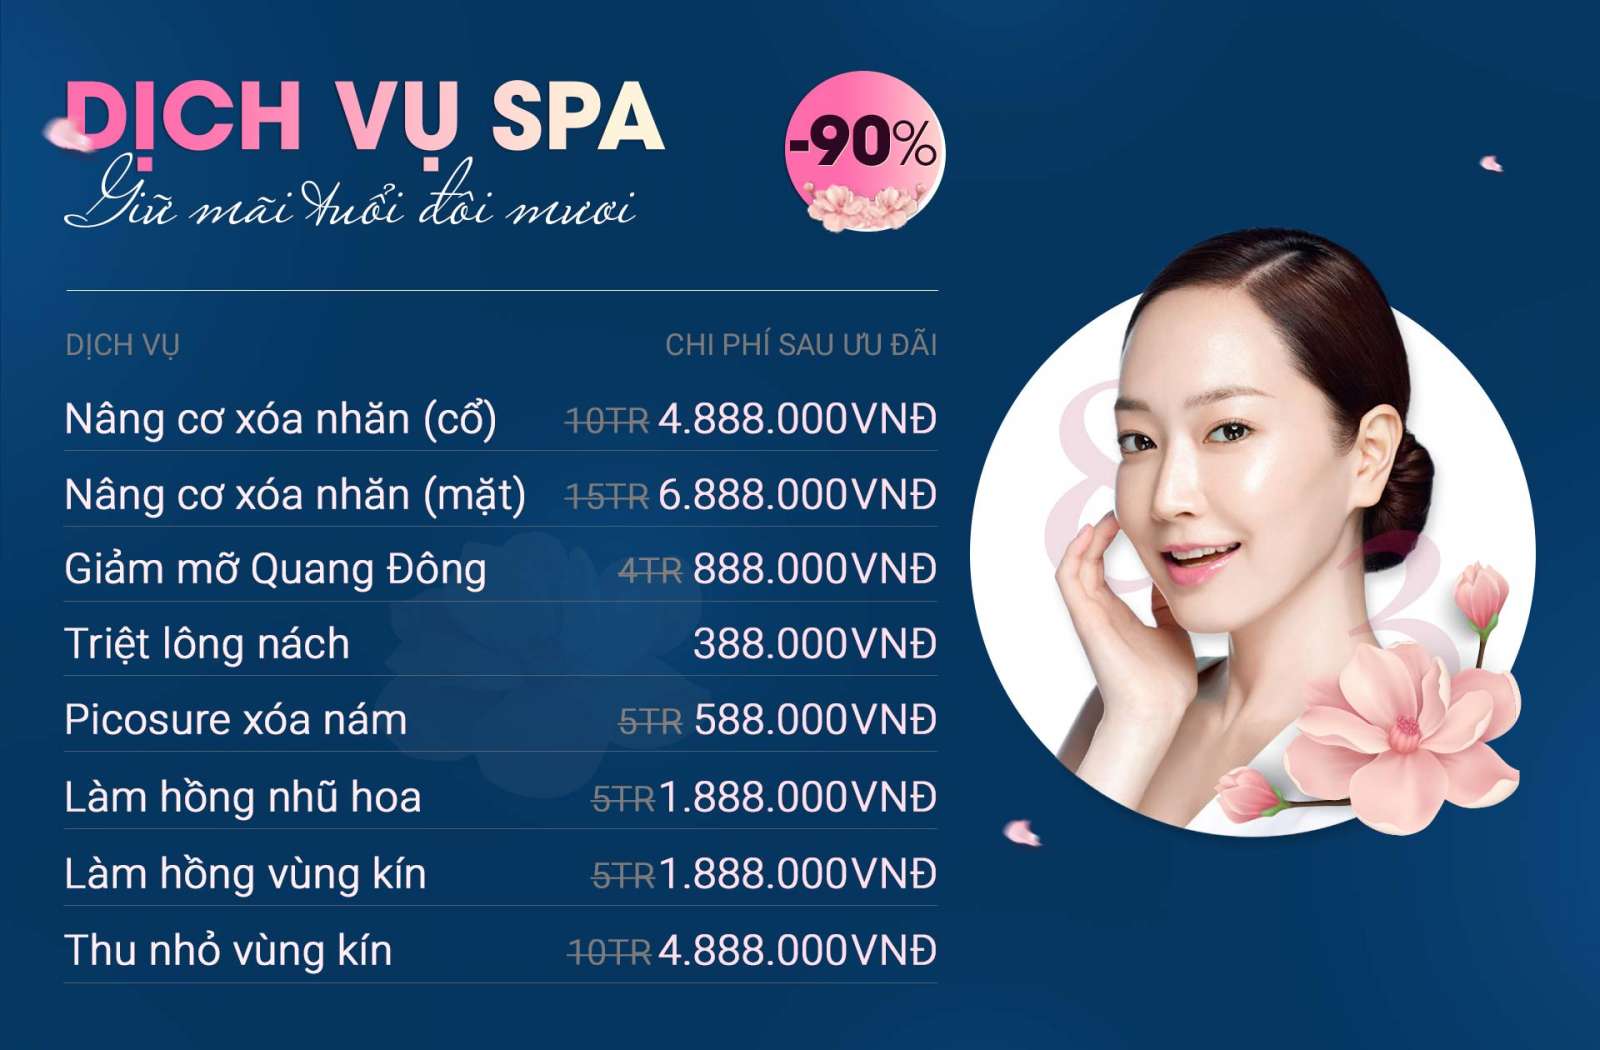 DỊCH VỤ SPA
Giữ mãi tuổi đôi mươi
-90%
DỊCH VỤ CHI PHÍ SAU ƯU ĐÃI
Nâng cơ xóa nhăn (cổ) 10TR 4.888.000VNĐ
Nâng cơ xóa nhăn (mặt) 15TR 6.888.000VNĐ
Giảm mỡ Quang Đông 4TR 888.000VNĐ
Triệt lông nách 388.000VNĐ
Picosure xóa nám 5TR 588.000VNĐ
Làm hồng nhũ hoa 5TR 1.888.000VNĐ
Làm hồng vùng kín 5TR 1.888.000VNĐ
Thu nhỏ vùng kín 10TR 4.888.000VNĐ
8
3